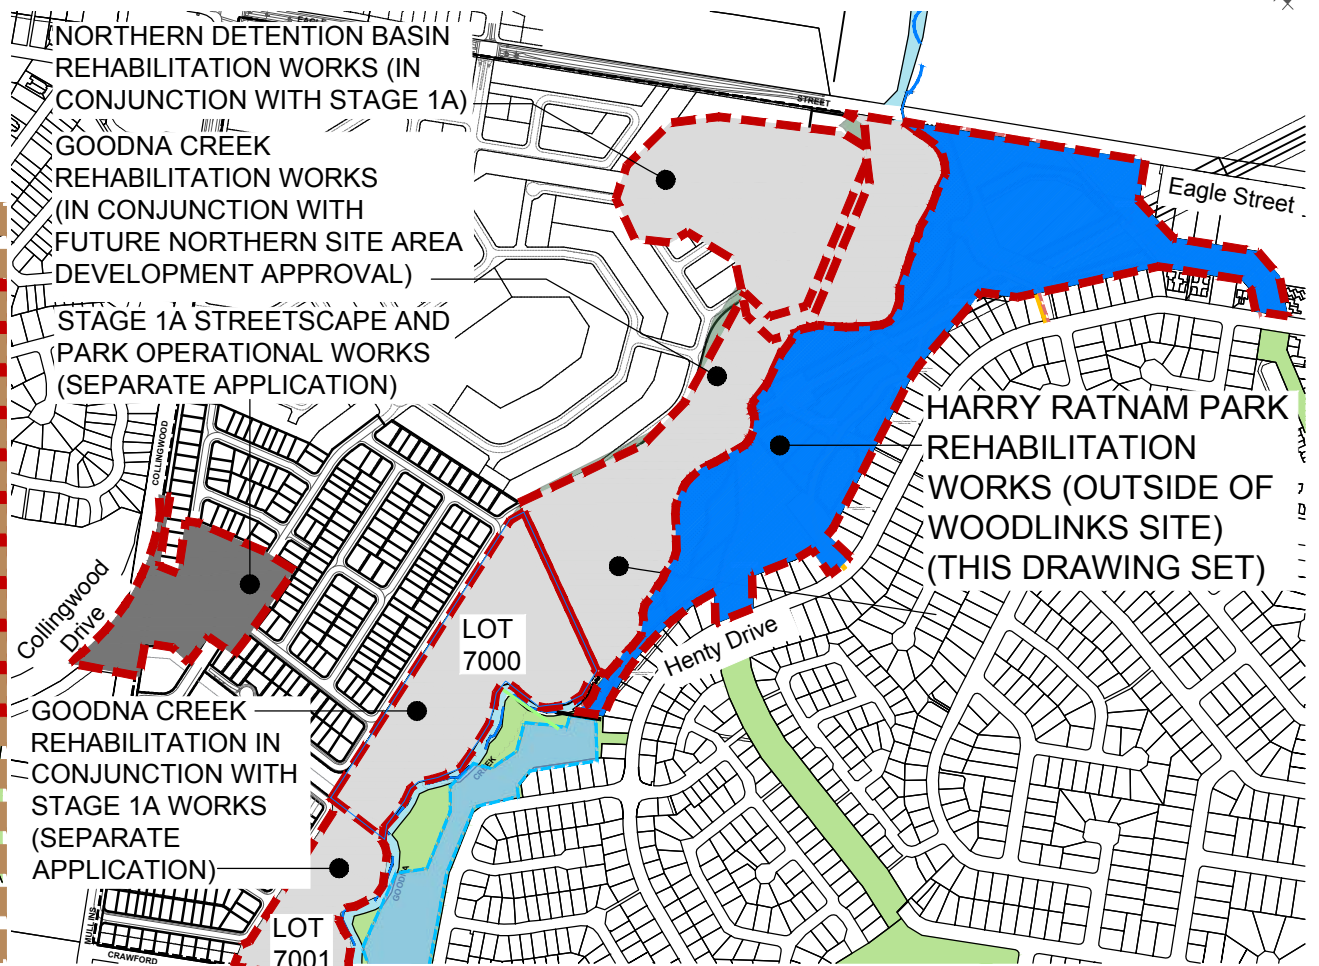 EAGLE
NORTHERN DETENTION BASIN
REHABILITATION WORKS (IN
CONJUNCTION WITH STAGE 1A)
STREET
GOODNA CREEK
REHABILITATION WORKS
(IN CONJUNCTION WITH
FUTURE NORTHERN SITE AREA
DEVELOPMENT APPROVAL)
Eagle Street
STAGE 1A STREETSCAPE AND
PARK OPERATIONAL WORKS
(SEPARATE APPLICATION)
HARRY RATNAM PARK
REHABILITATION
WORKS (OUTSIDE OF
WOODLINKS SITE)
(THIS DRAWING SET)
COLLINGWOOD
Collingwood
Drive
LOT
7000
Henty Drive
GOODNA CREEK
REHABILITATION IN
CONJUNCTION WITH
STAGE 1A WORKS
(SEPARATE
APPLICATION)
CREEK
GOODNA
MULLINS
LOT
7001
CRAWFORD